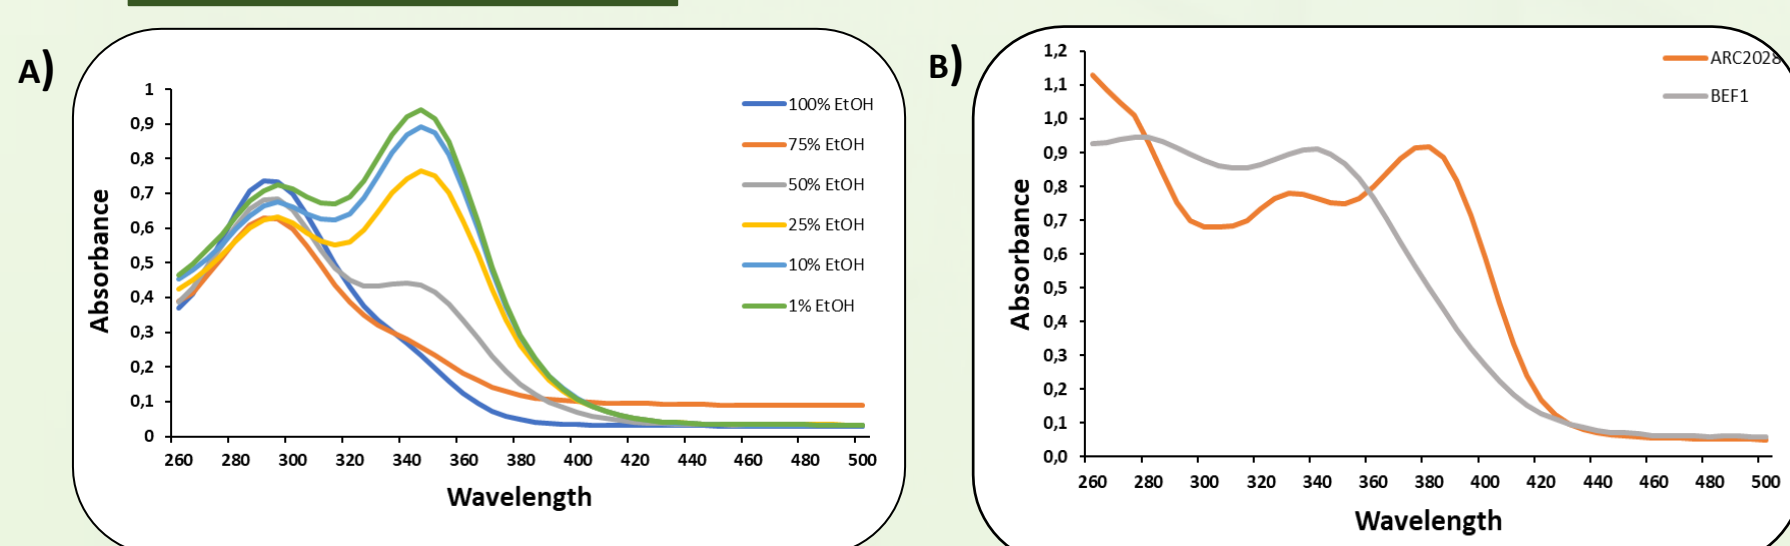 A)
1
0,9
0,8
0,7
0,6
0,5
0,4
0,3
0,2
0,1
0
Absorbance
260 280 300 320 340 360 380 400 420 440 460 480 500
Wavelength
100% EtOH
75% EtOH
50% EtOH
25% EtOH
10% EtOH
1% EtOH
B)
1,2
1,1
1,0
0,9
0,8
0,7
0,6
0,5
0,4
0,3
0,2
0,1
0,0
Absorbance
260 280 300 320 340 360 380 400 420 440 460 480 500
Wavelength
ARC2028
BEF1